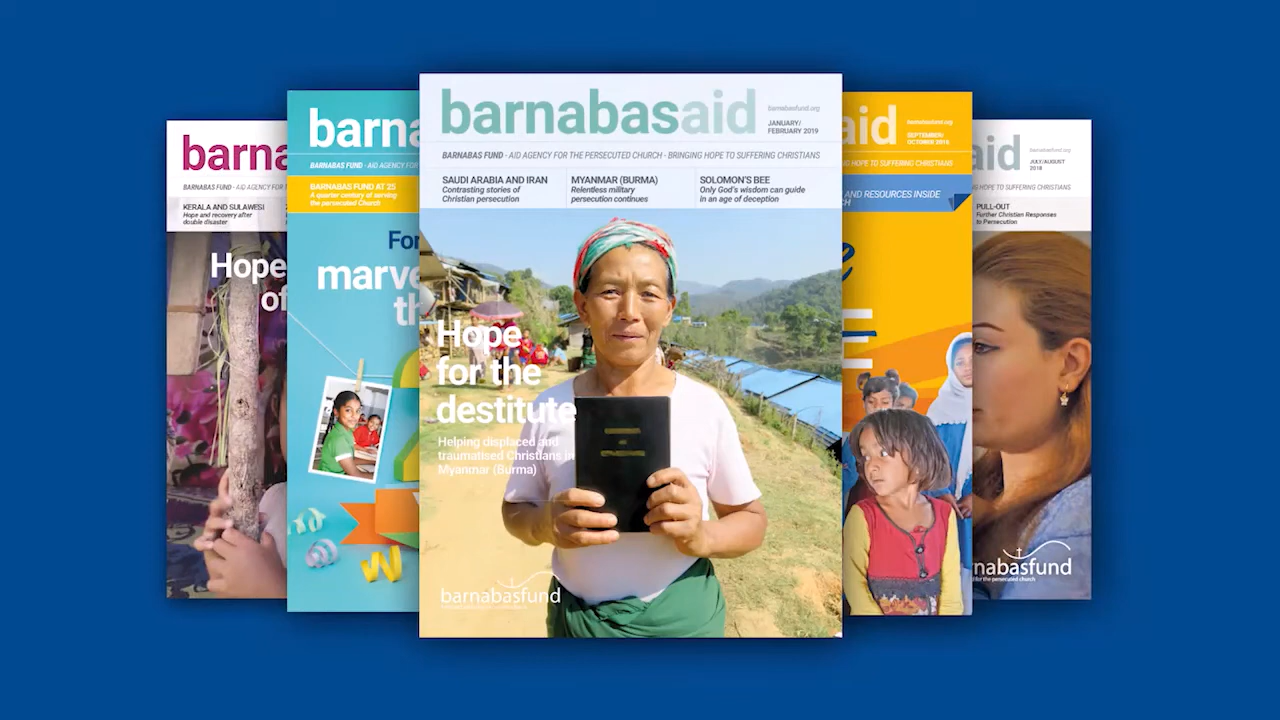 barna
BARNABAS FUND - AID AGENCY FOR
KERALA AND SULAWESI
Hope and recovery after
double disaster
Hope
of
barna
BARNABAS FUND - AID AGENCY FOR
BARNABAS FUND AT 25
A quarter century of serving
the persecuted Church
For
marve
th
barnabasaid
barnabasfund.org
JANUARY/
FEBRUARY 2019
BARNABAS FUND - AID AGENCY FOR THE PERSECUTED CHURCH - BRINGING HOPE TO SUFFERING CHRISTIANS
SAUDI ARABIA AND IRAN
Contrasting stories of
Christian persecution
MYANMAR (BURMA)
Relentless military
persecution continues
SOLOMON'S BEE
Only God's wisdom can guide
in an age of deception
Hope
for the
destitute
Helping displaced and
traumatised Christians in
Myanmar (Burma)
barnabasfund
aid
barnabasfund.org
SEPTEMBER/
OCTOBER 2018
NG HOPE TO SUFFERING CHRISTIANS
AND RESOURCES INSIDE
CH
e
E
aid
barnabasfund.org
JULY/AUGUST
2018
NG HOPE TO SUFFERING CHRISTIANS
PULL-OUT
Further Christian Responses
to Persecution
rnabasfund
for the persecuted church